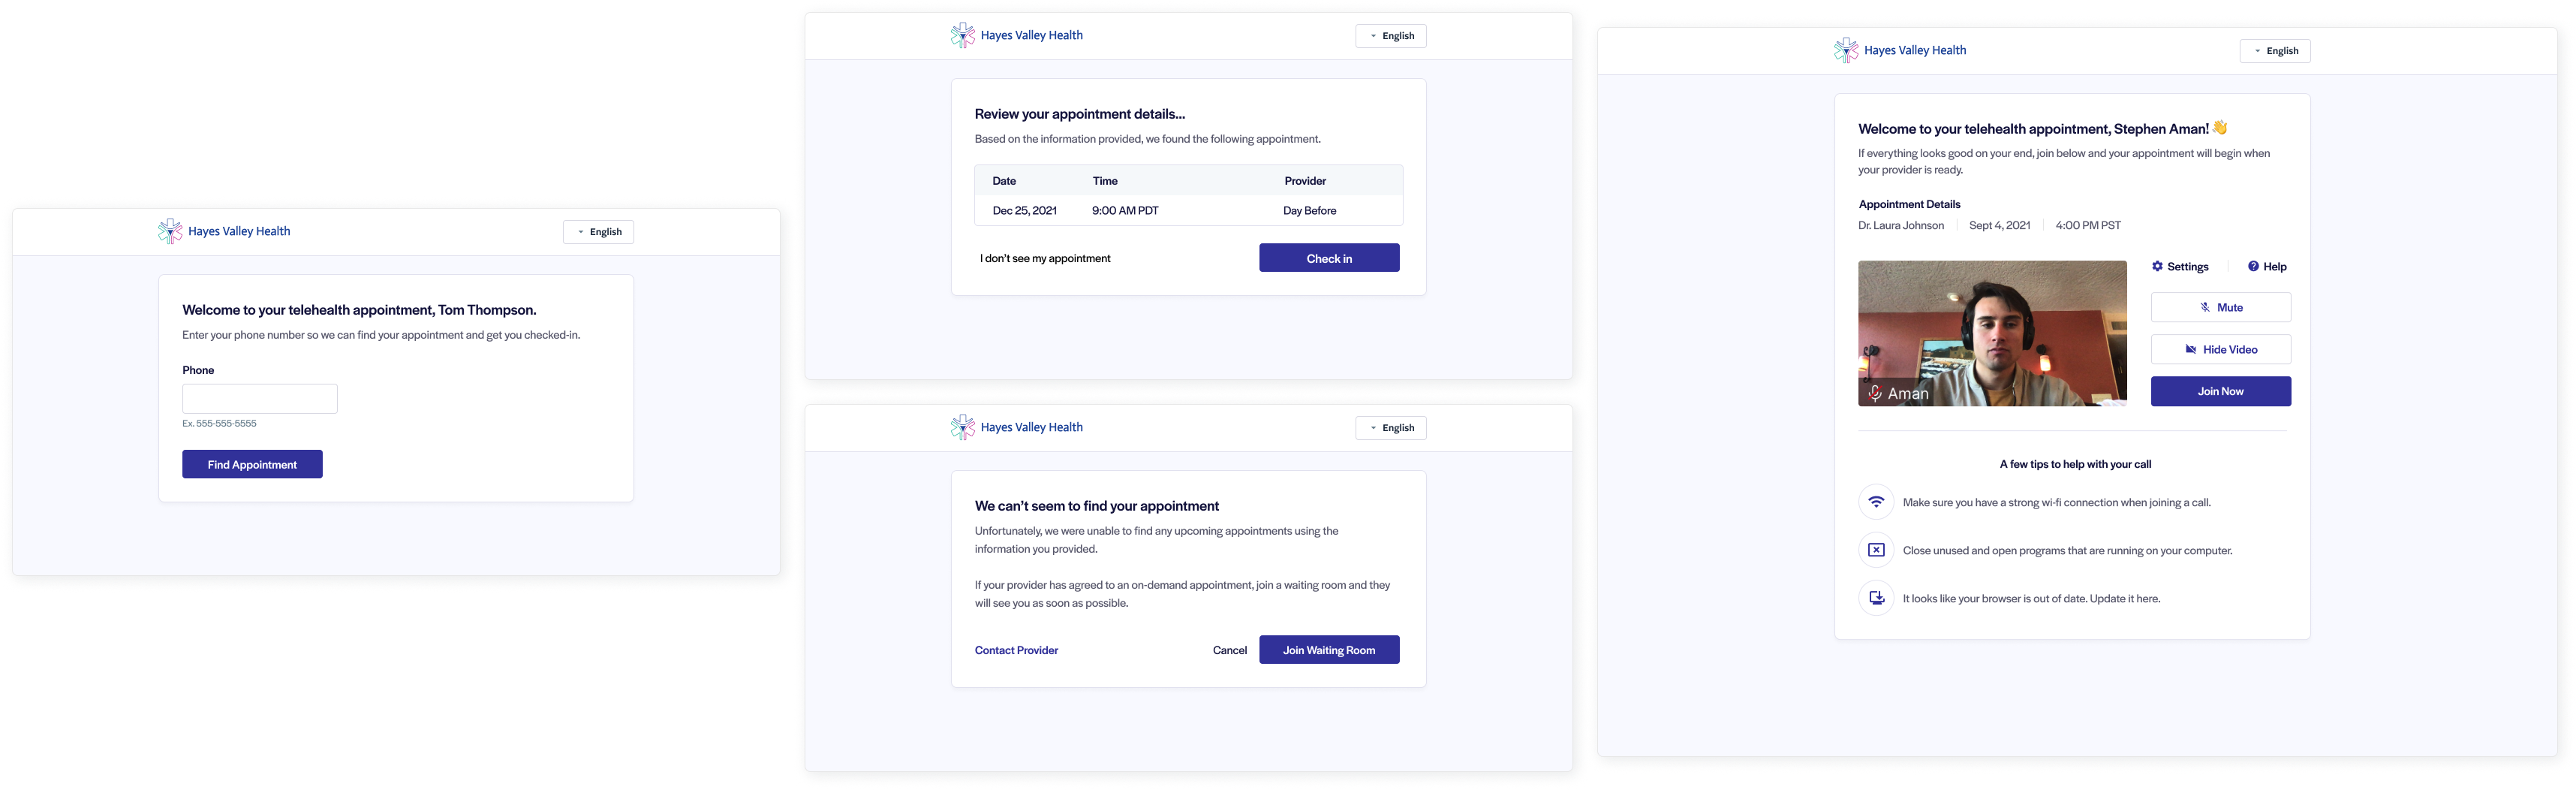 Hayes Valley Health
English
Welcome to your telehealth appointment, Tom Thompson.
Enter your phone number so we can find your appointment and get you checked-in.
Phone
Ex. 555-555-5555
Find Appointment
Hayes Valley Health
English
Review your appointment details...
Based on the information provided, we found the following appointment.
Date Time Provider
Dec 25, 2021 9:00 AM PDT Day Before
I don't see my appointment
Check in
Hayes Valley Health
English
We can't seem to find your appointment
Unfortunately, we were unable to find any upcoming appointments using the
information you provided.
If your provider has agreed to an on-demand appointment, join a waiting room and they
will see you as soon as possible.
Contact Provider
Cancel
Join Waiting Room
Hayes Valley Health
English
Welcome to your telehealth appointment, Stephen Aman! 👋
If everything looks good on your end, join below and your appointment will begin when
your provider is ready.
Appointment Details
Dr. Laura Johnson Sept 4, 2021 4:00 PM PST
Aman
Settings
Help
Mute
Hide Video
Join Now
A few tips to help with your call
Make sure you have a strong wi-fi connection when joining a call.
Close unused and open programs that are running on your computer.
It looks like your browser is out of date. Update it here.